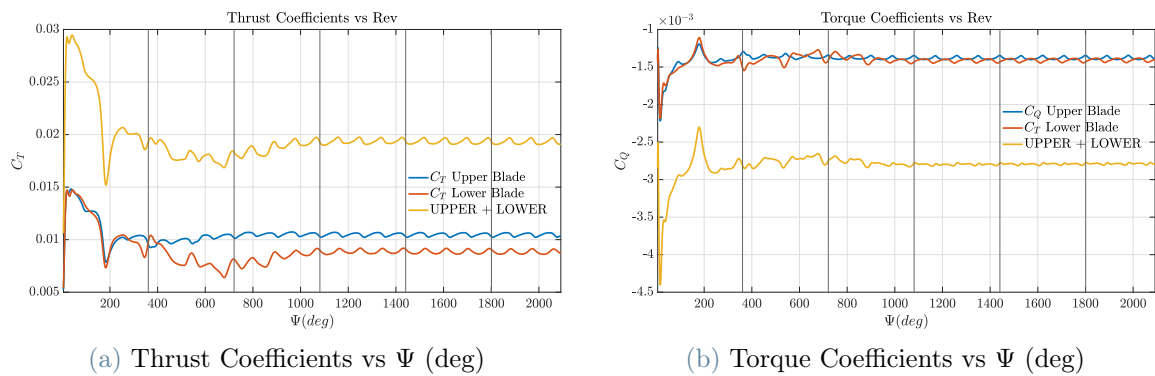 Thrust Coefficients vs Rev
0.03
0.025
0.02
0.015
0.01
0.005
C_T
200 400 600 800 1000 1200 1400 1600 1800 2000
Ψ(deg)
C_T Upper Blade
C_T Lower Blade
UPPER + LOWER
(a) Thrust Coefficients vs Ψ (deg)
×10⁻³
Torque Coefficients vs Rev
-1
-1.5
-2
-2.5
-3
-3.5
-4
-4.5
C_Q
200 400 600 800 1000 1200 1400 1600 1800 2000
Ψ(deg)
C_Q Upper Blade
C_T Lower Blade
UPPER + LOWER
(b) Torque Coefficients vs Ψ (deg)